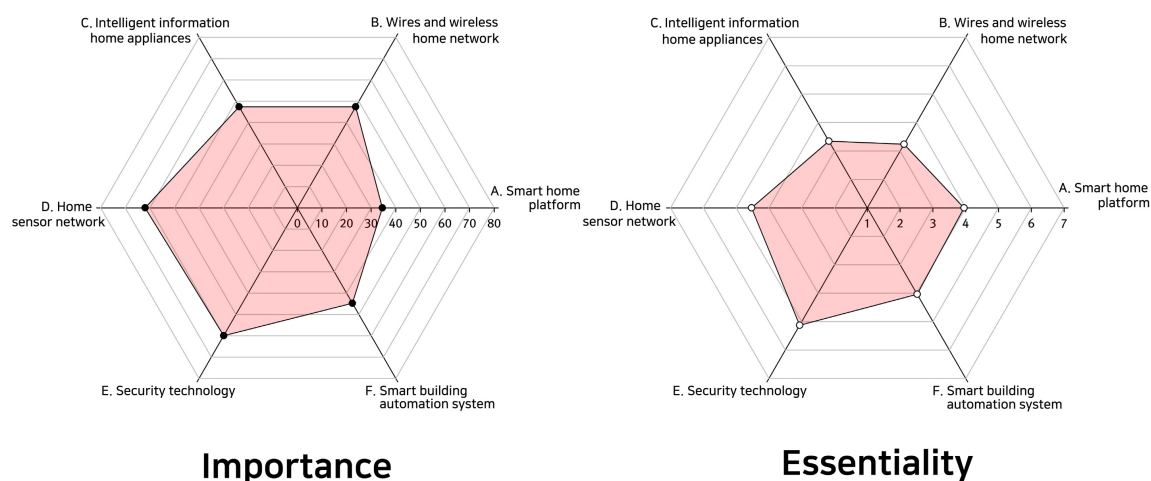 C. Intelligent information
home appliances
B. Wires and wireless
home network
A. Smart home
platform
D. Home
sensor network
0 10 20 30 40 50 60 70 80
E. Security technology
F. Smart building
automation system
Importance
C. Intelligent information
home appliances
B. Wires and wireless
home network
A. Smart home
platform
D. Home
sensor network
1 2 3 4 5 6 7
E. Security technology
F. Smart building
automation system
Essentiality